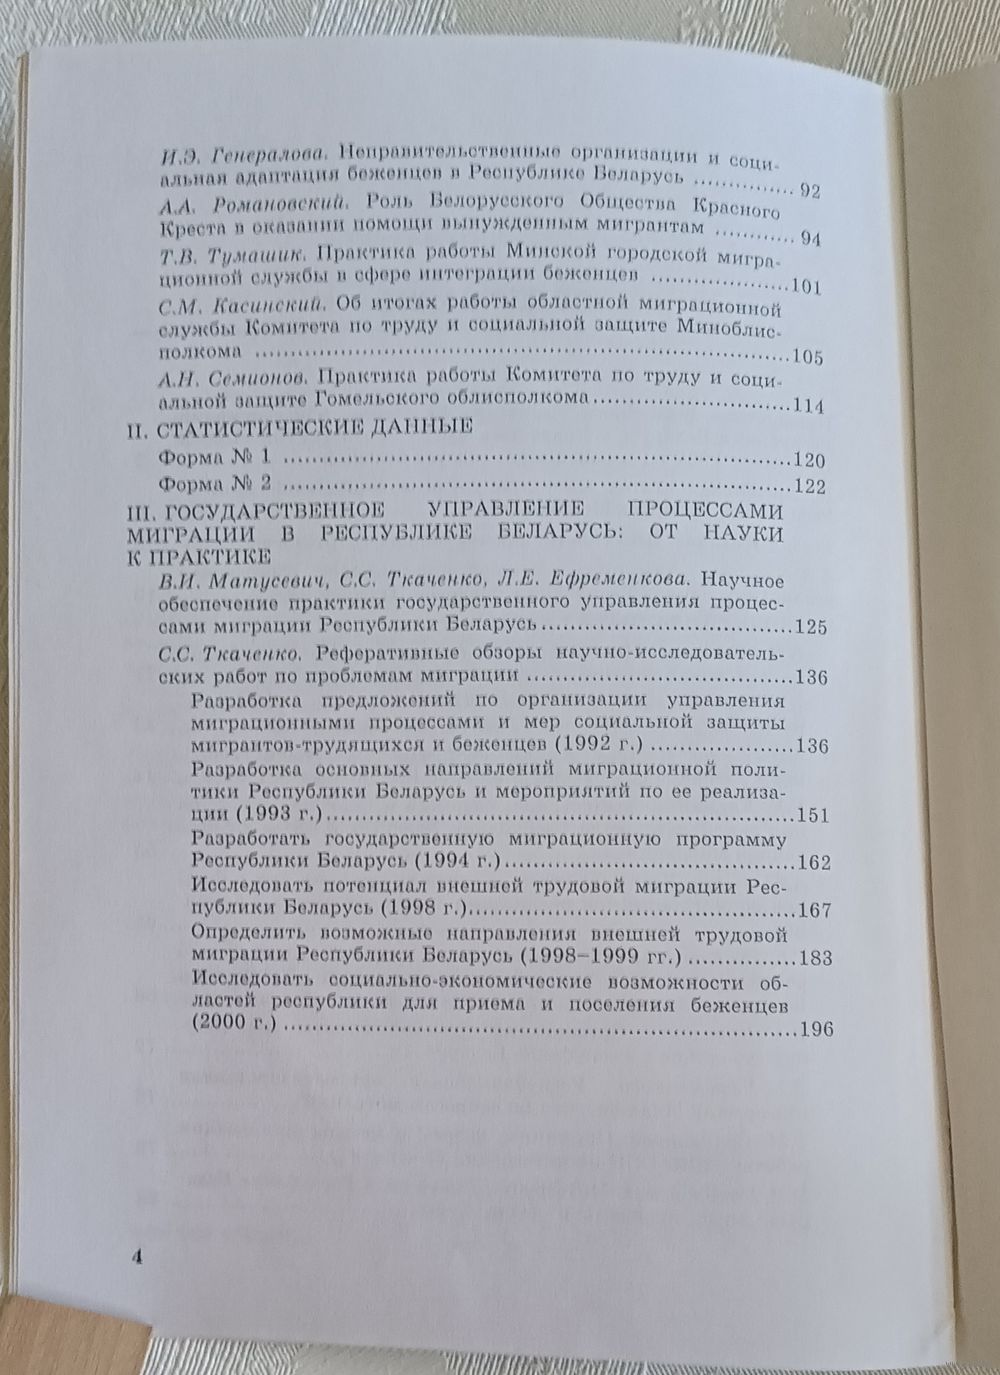 И.Э. Генералова. Неправительственные организации и соци-
альная адаптация беженцев в Республике Беларусь ..............92
А.А. Романовский. Роль Белорусского Общества Красного
Креста в оказании помощи вынужденным мигрантам ............94
Т.В. Тумашик. Практика работы Минской городской мигра-
ционной службы в сфере интеграции беженцев ....................101
С.М. Касинский. Об итогах работы областной миграционной
службы Комитета по труду и социальной защите Миноблис-
полкома ............................................................................105
А.Н. Семионов. Практика работы Комитета по труду и соци-
альной защите Гомельского облисполкома............................114
II. СТАТИСТИЧЕСКИЕ ДАННЫЕ
Форма № 1 ........................................................................120
Форма № 2 ........................................................................122
III. ГОСУДАРСТВЕННОЕ УПРАВЛЕНИЕ ПРОЦЕССАМИ
МИГРАЦИИ В РЕСПУБЛИКЕ БЕЛАРУСЬ: ОТ НАУКИ
К ПРАКТИКЕ
В.И. Матусевич, С.С. Ткаченко, Л.Е. Ефременкова. Научное
обеспечение практики государственного управления процес-
сами миграции Республики Беларусь...................................125
С.С. Ткаченко. Реферативные обзоры научно-исследователь-
ских работ по проблемам миграции .....................................136
Разработка предложений по организации управления
миграционными процессами и мер социальной защиты
мигрантов-трудящихся и беженцев (1992 г.) ....................136
Разработка основных направлений миграционной поли-
тики Республики Беларусь и мероприятий по ее реализа-
ции (1993 г.)..................................................................151
Разработать государственную миграционную программу
Республики Беларусь (1994 г.).........................................162
Исследовать потенциал внешней трудовой миграции Рес-
публики Беларусь (1998 г.)..............................................167
Определить возможные направления внешней трудовой
миграции Республики Беларусь (1998–1999 гг.) ...............183
Исследовать социально-экономические возможности об-
ластей республики для приема и поселения беженцев
(2000 г.) ........................................................................196
4